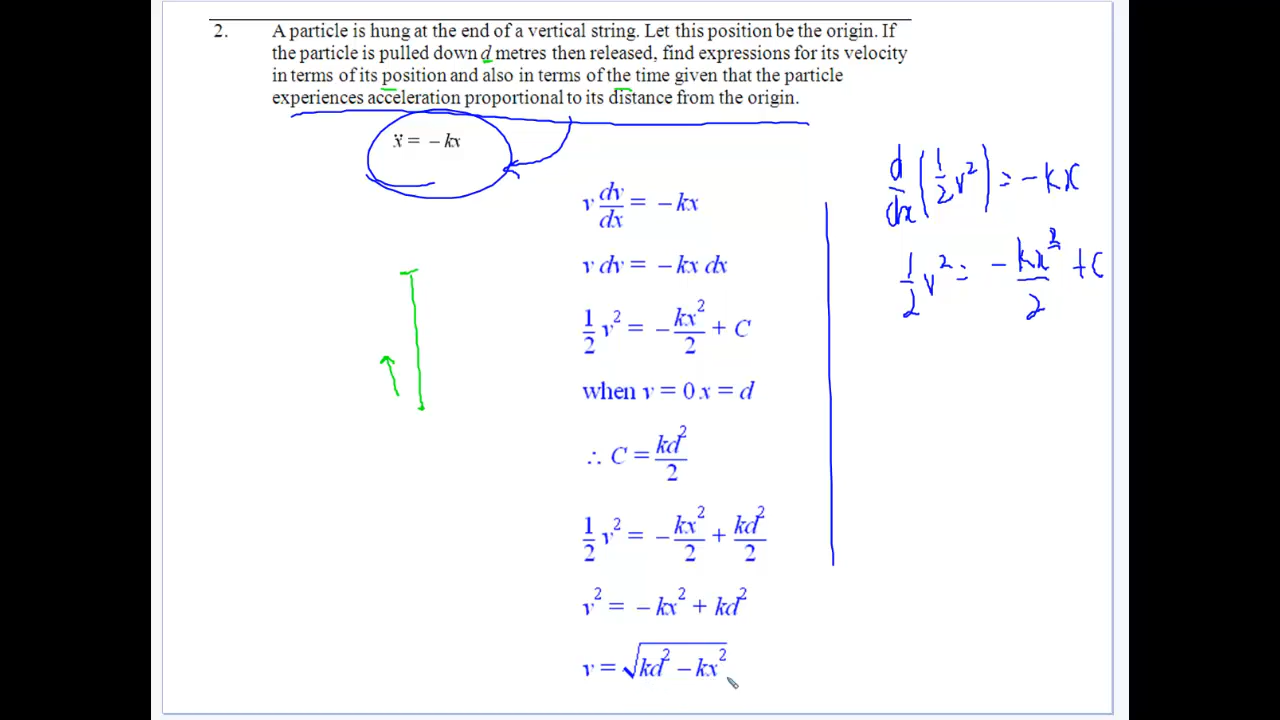 2. A particle is hung at the end of a vertical string. Let this position be the origin. If
the particle is pulled down d metres then released, find expressions for its velocity
in terms of its position and also in terms of the time given that the particle
experiences acceleration proportional to its distance from the origin.
ẍ = − kx
v dv/dx = − kx
v dv = − kx dx
1/2 v² = − kx²/2 + C
when v = 0 x = d
∴ C = kd²/2
1/2 v² = − kx²/2 + kd²/2
v² = − kx² + kd²
v = √(kd² − kx²)
d/dx (1/2 v²) = − kx
1/2 v² = − kx²/2 + C